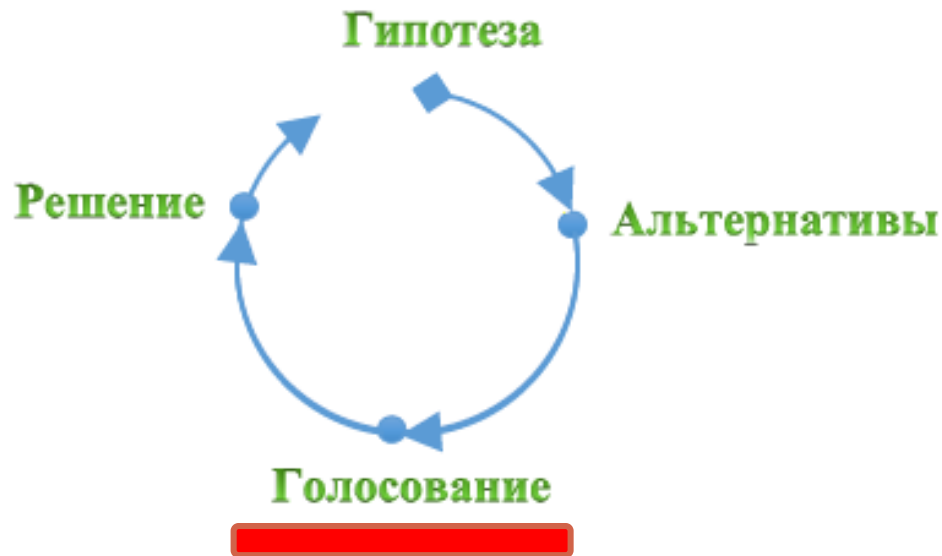 Гипотеза
Решение
Альтернативы
Голосование